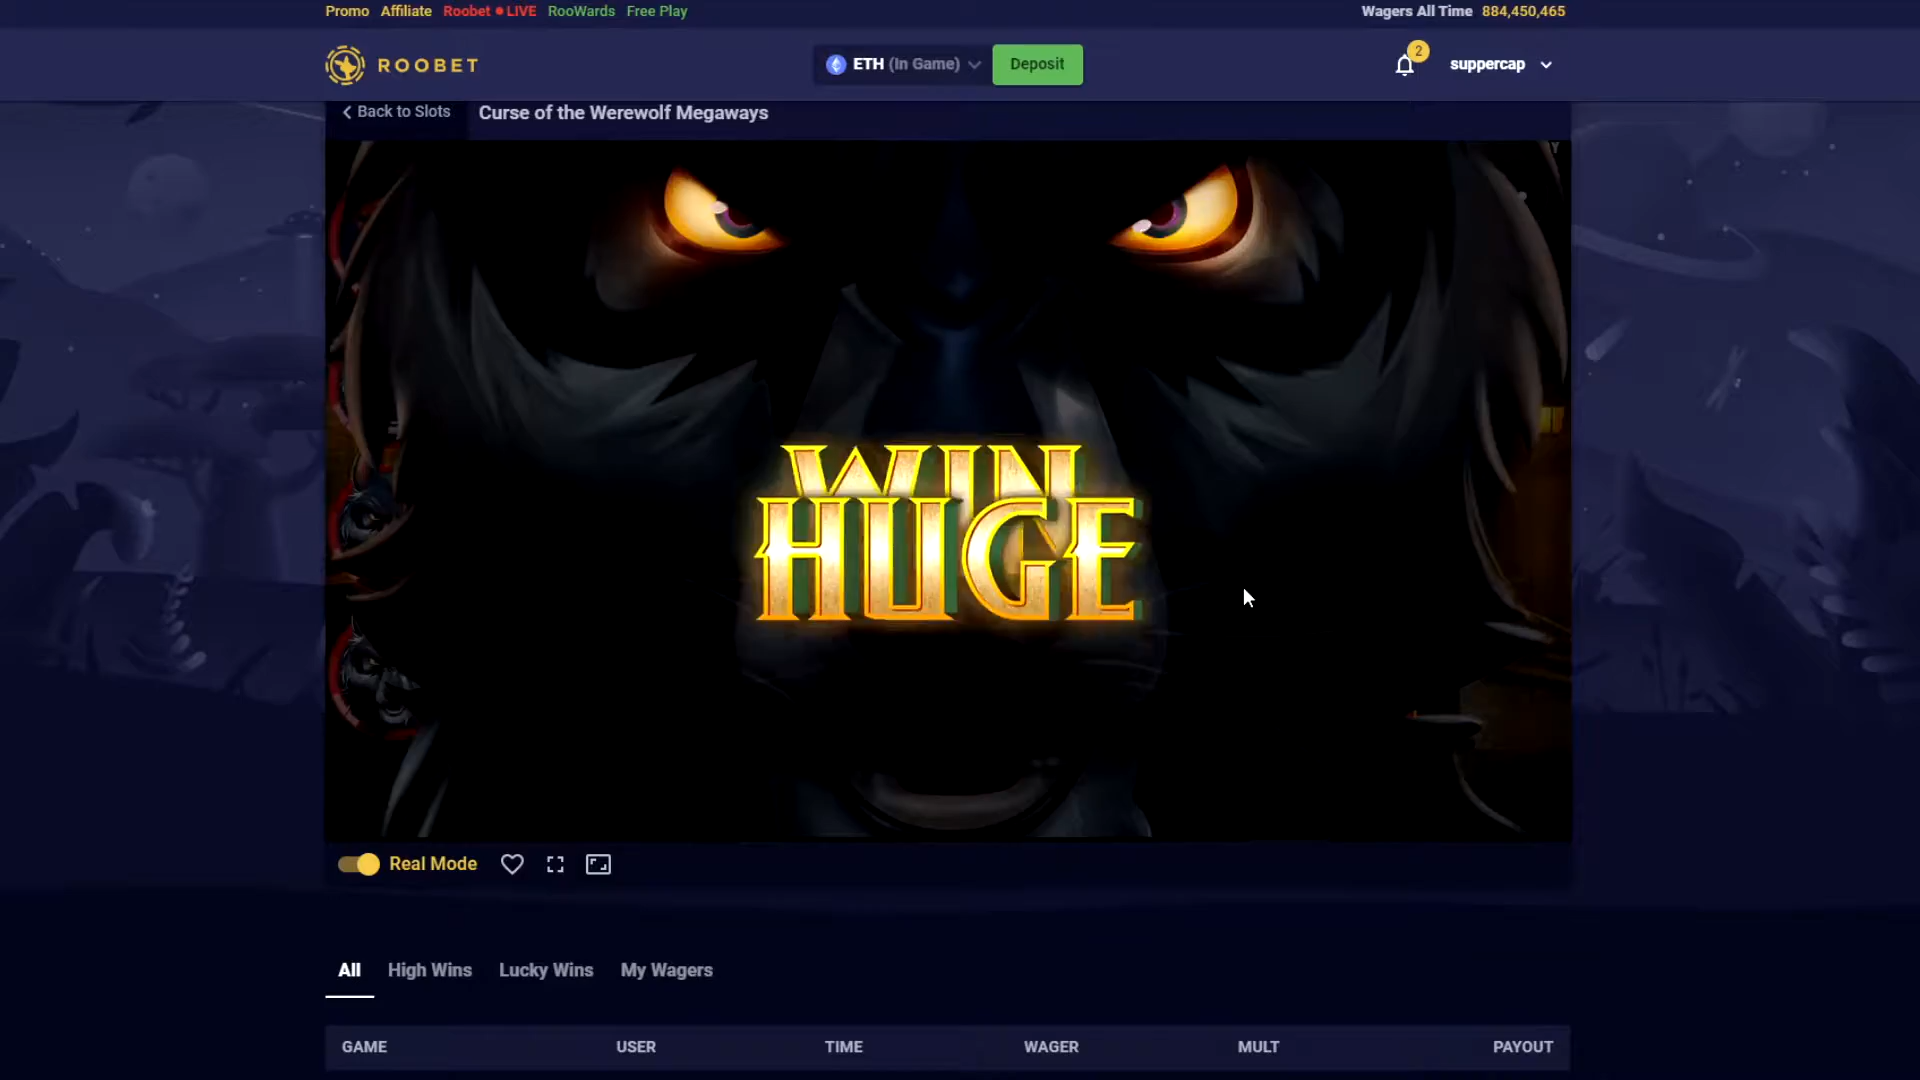 Promo Affiliate Roobet LIVE RooWards Free Play Wagers All Time 884,450,465
ROOBET ETH (In Game) Deposit 2 suppercap
Back to Slots Curse of the Werewolf Megaways
WIN
HUGE
Real Mode
All High Wins Lucky Wins My Wagers
GAME USER TIME WAGER MULT PAYOUT